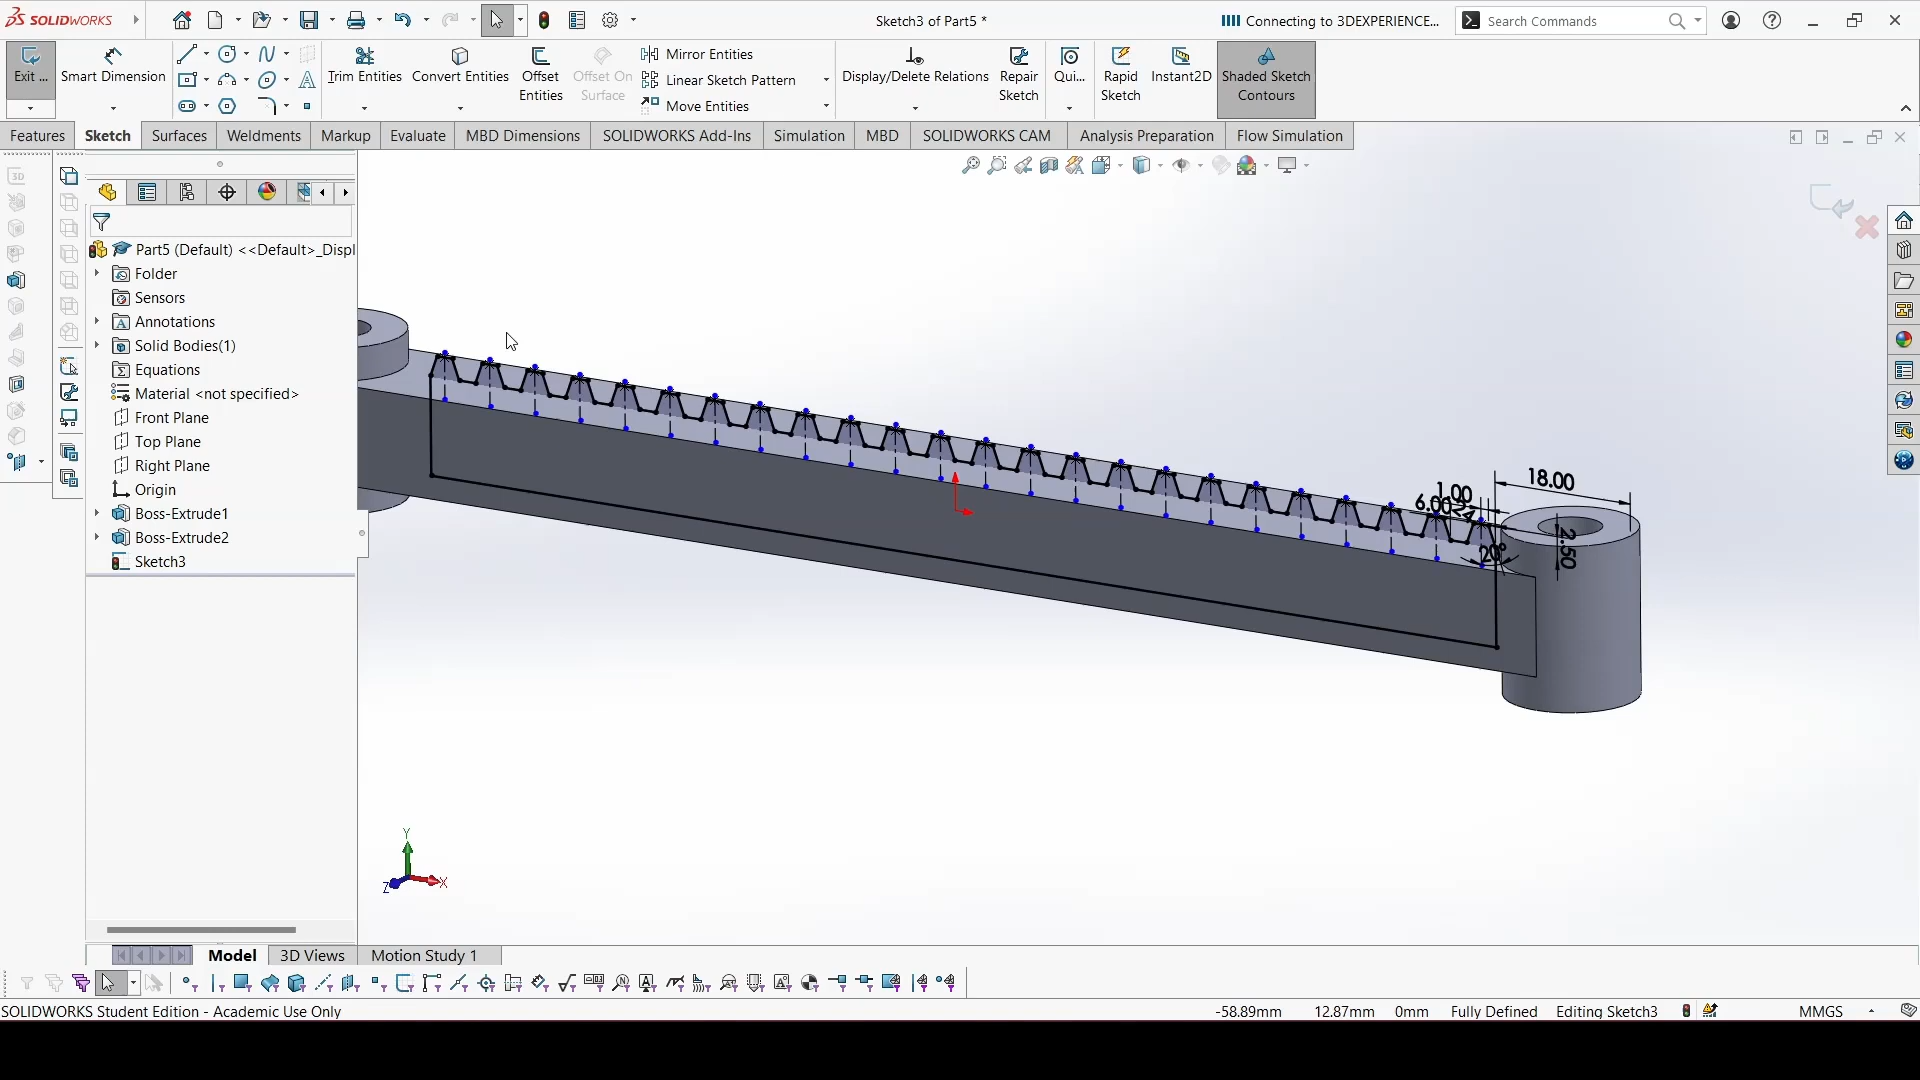 SOLIDWORKS
Sketch3 of Part5 *
Connecting to 3DEXPERIENCE...
Search Commands
Exit ...
Smart Dimension
Trim Entities
Convert Entities
Offset Entities
Offset On Surface
Mirror Entities
Linear Sketch Pattern
Move Entities
Display/Delete Relations
Repair Sketch
Qui...
Rapid Sketch
Instant2D
Shaded Sketch Contours
Features
Sketch
Surfaces
Weldments
Markup
Evaluate
MBD Dimensions
SOLIDWORKS Add-Ins
Simulation
MBD
SOLIDWORKS CAM
Analysis Preparation
Flow Simulation
Part5 (Default) <<Default>_Displ
Folder
Sensors
Annotations
Solid Bodies(1)
Equations
Material <not specified>
Front Plane
Top Plane
Right Plane
Origin
Boss-Extrude1
Boss-Extrude2
Sketch3
18.00
1.00
6.00
24
2.50
20°
Y
X
Z
Model
3D Views
Motion Study 1
SOLIDWORKS Student Edition - Academic Use Only
-58.89mm
12.87mm
0mm
Fully Defined
Editing Sketch3
MMGS